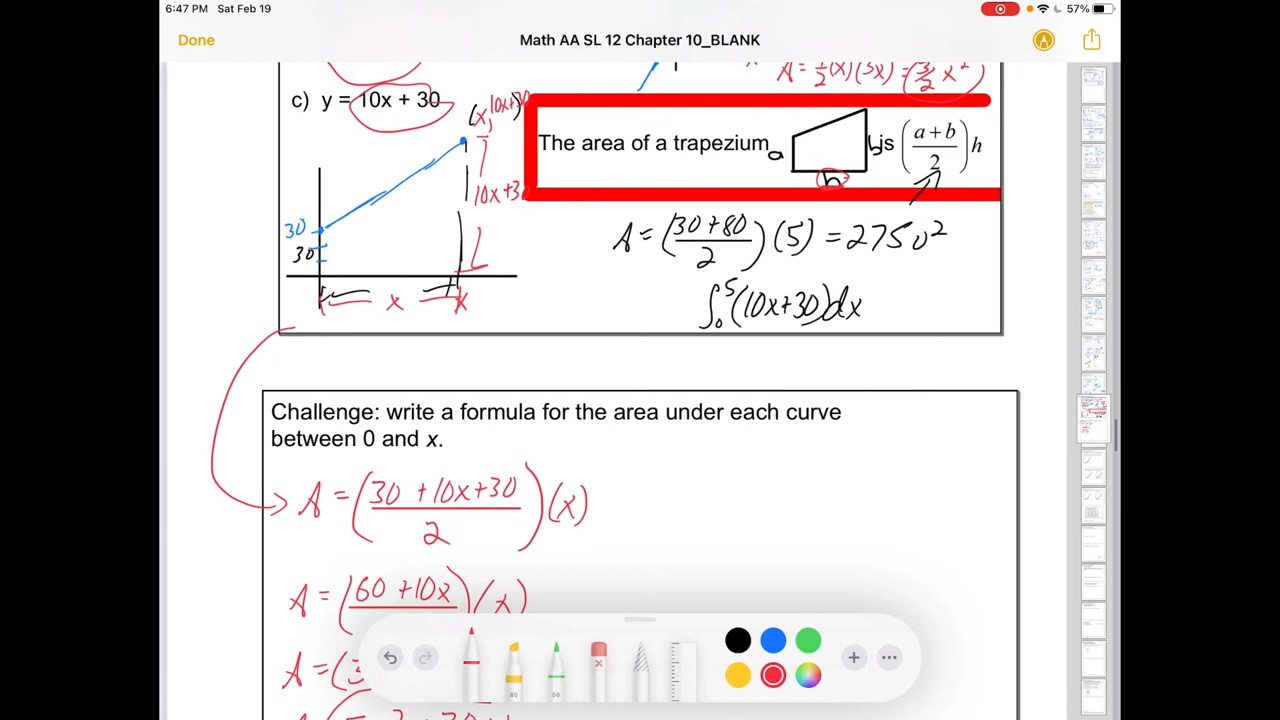 6:47 PM Sat Feb 19
57%
Done
Math AA SL 12 Chapter 10_BLANK
A = ½(x)(3x) = (3/2 x²)
c) y = 10x + 30
(x, 10x+30)
The area of a trapezium a b h is (a+b/2)h
10x+30
30
30
x
x
A = (30+80/2)(5) = 275 u²
∫₀⁵(10x+30)dx
Challenge: write a formula for the area under each curve
between 0 and x.
A = (30 + 10x+30/2)(x)
A = (60 + 10x)(x)
A = (3
80
50